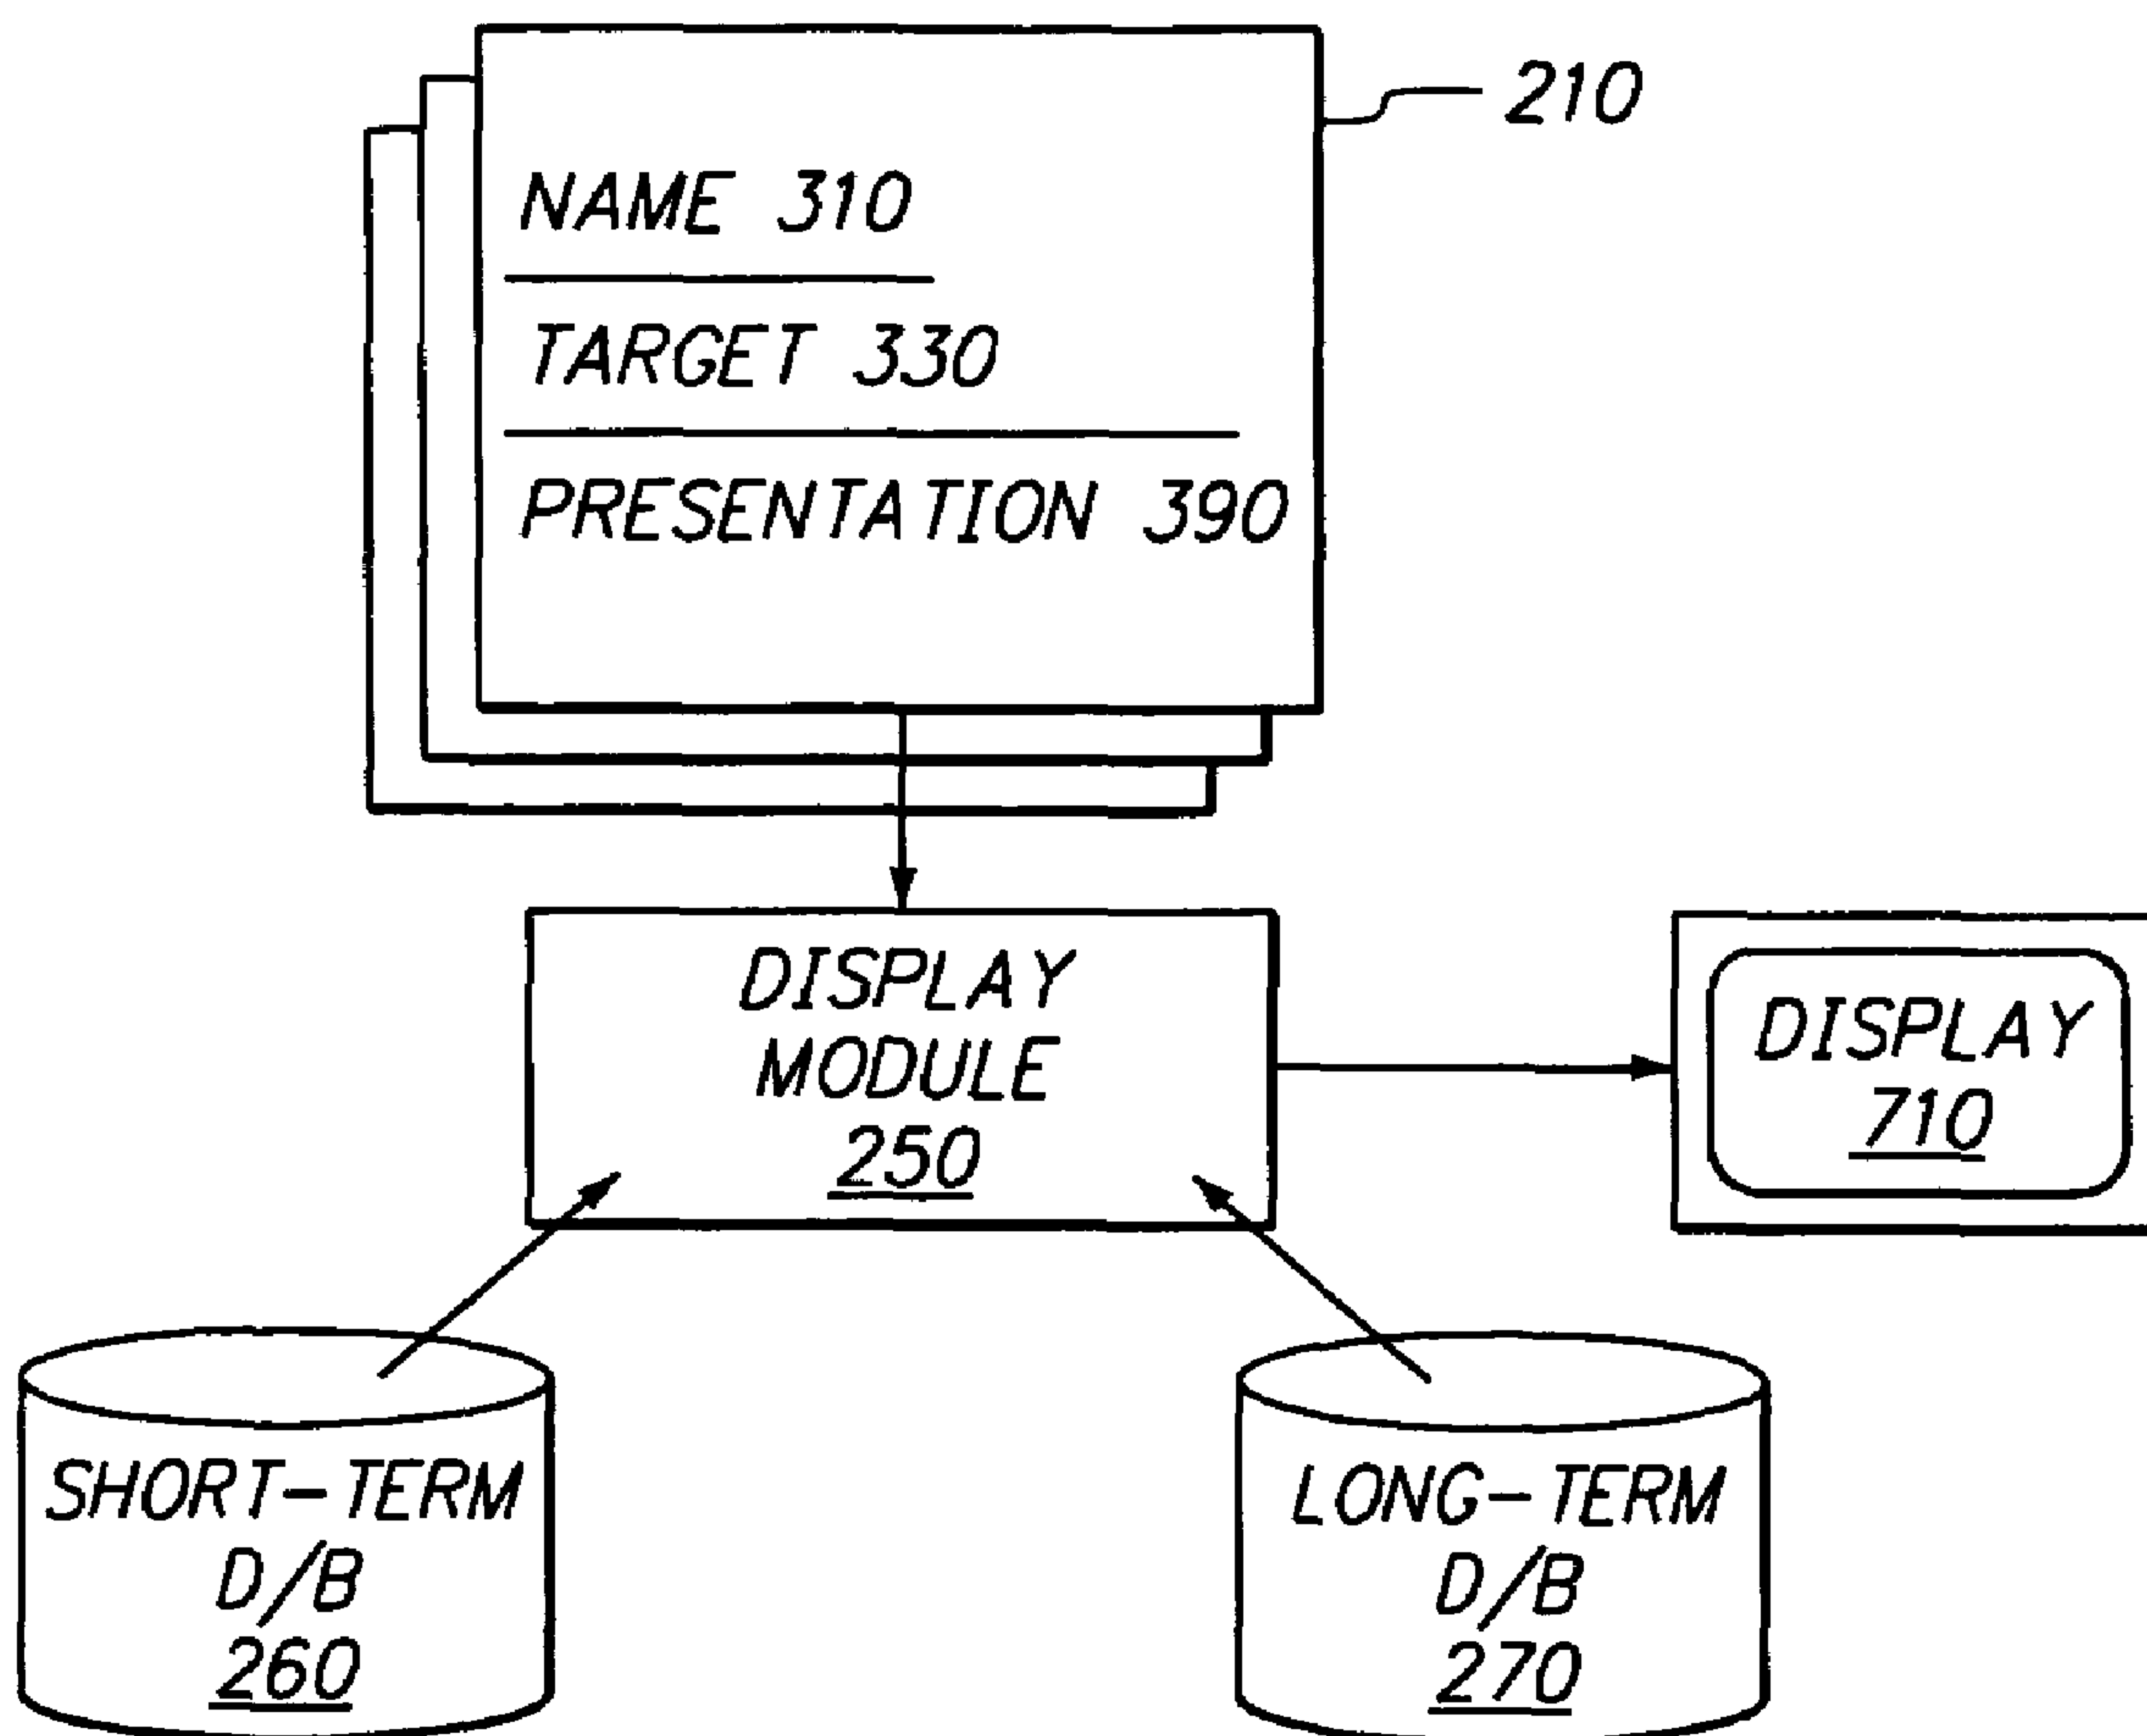 210
NAME 310
TARGET 330
PRESENTATION 390
DISPLAY
MODULE
250
DISPLAY
710
SHORT-TERM
D/B
260
LONG-TERM
D/B
270